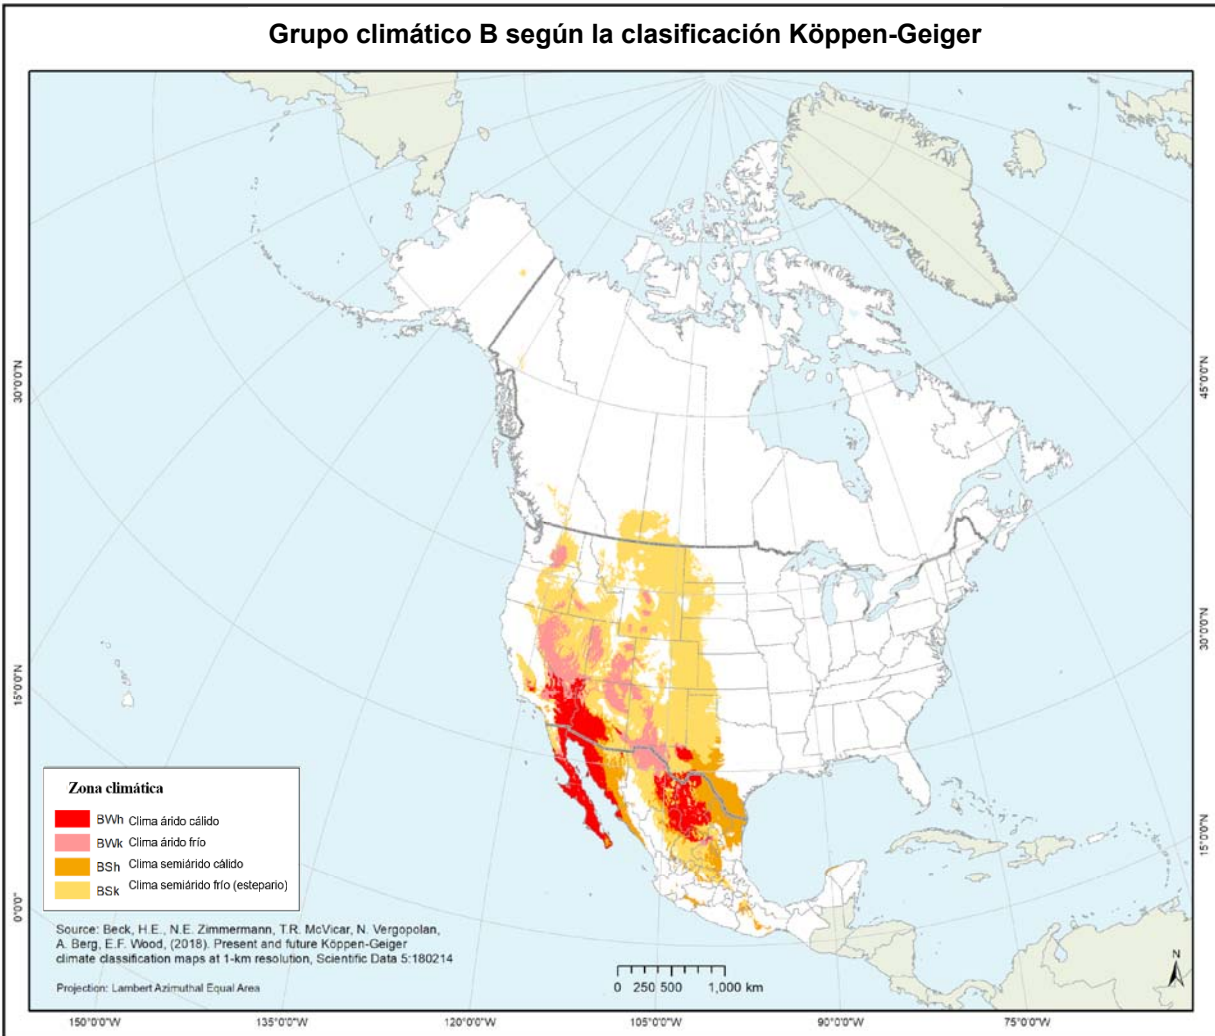 Grupo climático B según la clasificación Köppen-Geiger
30°0'0"N
15°0'0"N
0°0'0"
45°0'0"N
30°0'0"N
15°0'0"N
Zona climática
BWh Clima árido cálido
BWk Clima árido frío
BSh Clima semiárido cálido
BSk Clima semiárido frío (estepario)
Source: Beck, H.E., N.E. Zimmermann, T.R. McVicar, N. Vergopolan,
A. Berg, E.F. Wood, (2018). Present and future Köppen-Geiger
climate classification maps at 1-km resolution, Scientific Data 5:180214
Projection: Lambert Azimuthal Equal Area
0 250 500 1,000 km
N
150°0'0"W 135°0'0"W 120°0'0"W 105°0'0"W 90°0'0"W 75°0'0"W